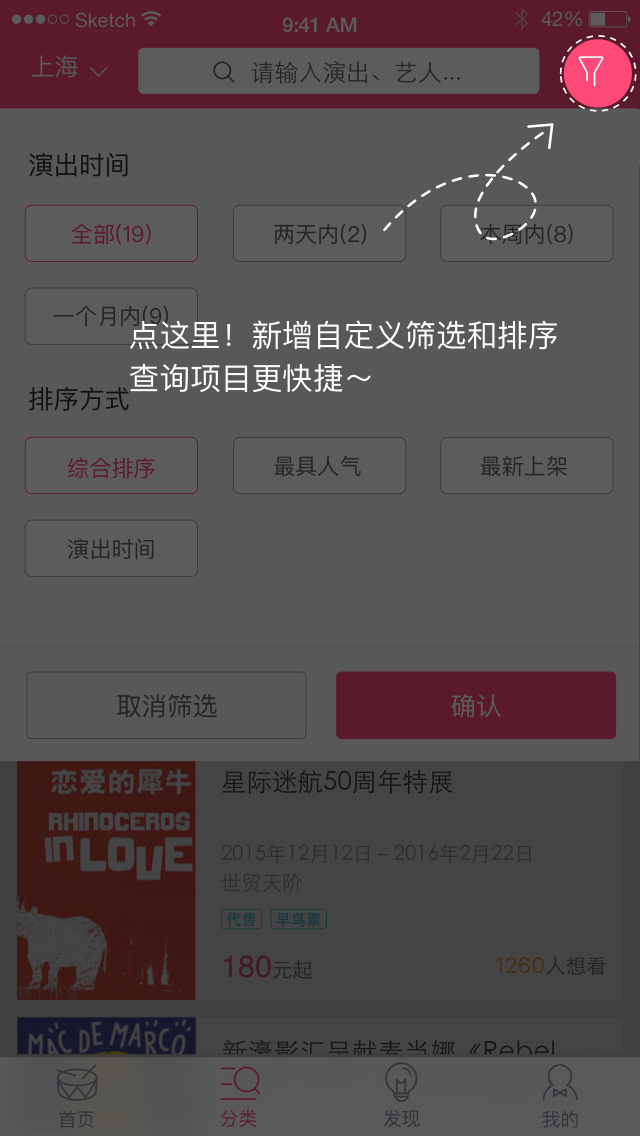 Sketch 9:41 AM 42%
上海 请输入演出、艺人...
演出时间
全部(19) 两天内(2) 本周内(8)
一个月内(9)
点这里！新增自定义筛选和排序
查询项目更快捷～
排序方式
综合排序 最具人气 最新上架
演出时间
取消筛选 确认
恋爱的犀牛
RHINOCEROS
in LOVE
星际迷航50周年特展
2015年12月12日 – 2016年2月22日
世贸天阶
代售 早鸟票
180元起 1260人想看
MAC DE MARCO
新濠影汇呈献麦当娜《Rebel
首页 分类 发现 我的